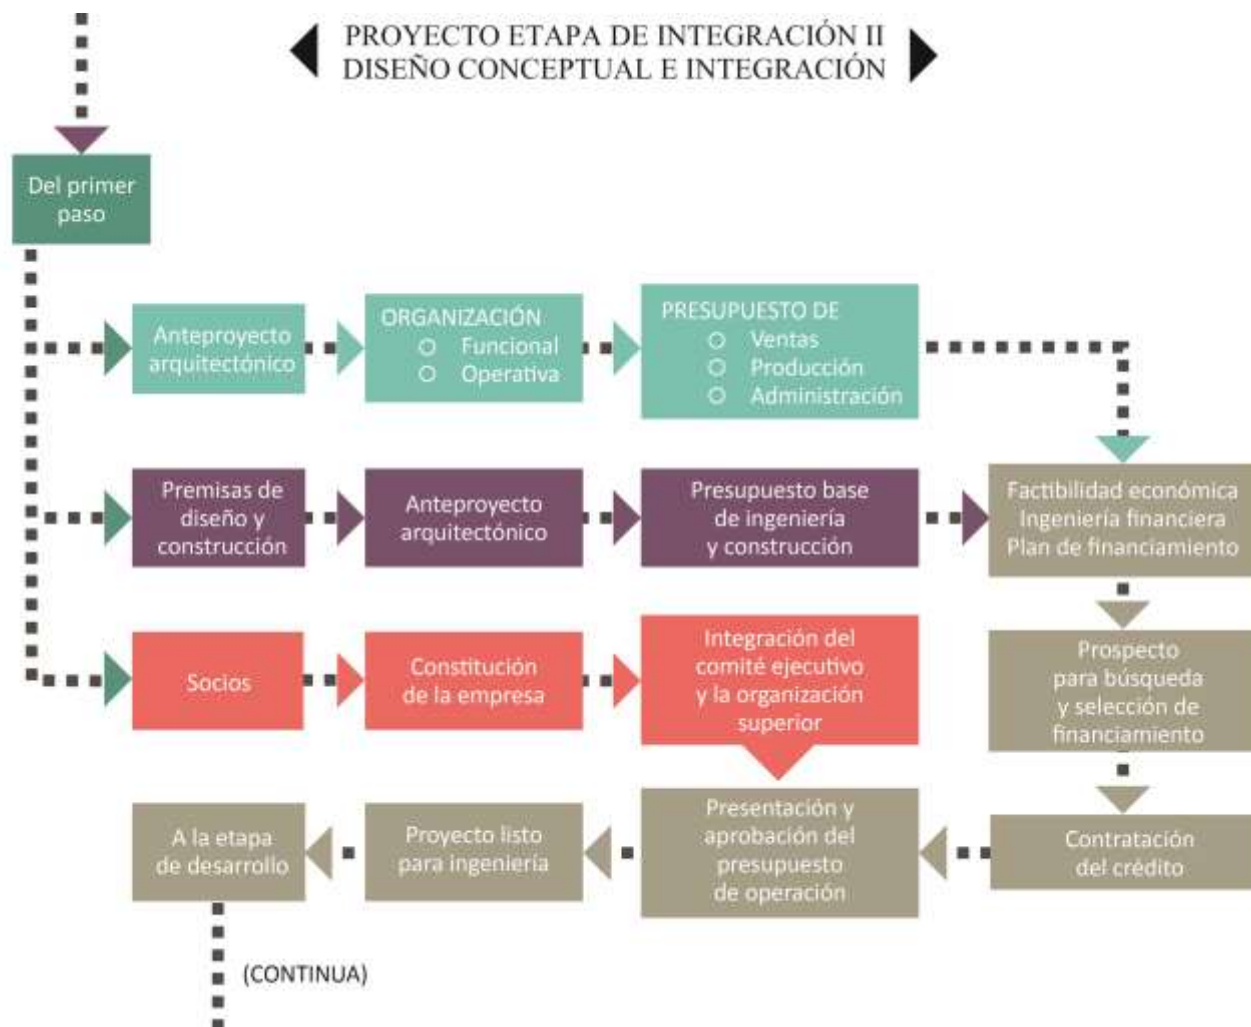 PROYECTO ETAPA DE INTEGRACIÓN II
DISEÑO CONCEPTUAL E INTEGRACIÓN
Del primer
paso
Anteproyecto
arquitectónico
ORGANIZACIÓN
Funcional
Operativa
PRESUPUESTO DE
Ventas
Producción
Administración
Premisas de
diseño y
construcción
Anteproyecto
arquitectónico
Presupuesto base
de ingeniería
y construcción
Factibilidad económica
Ingeniería financiera
Plan de financiamiento
Socios
Constitución
de la empresa
Integración del
comité ejecutivo
y la organización
superior
Prospecto
para búsqueda
y selección de
financiamiento
A la etapa
de desarrollo
Proyecto listo
para ingeniería
Presentación y
aprobación del
presupuesto
de operación
Contratación
del crédito
(CONTINUA)